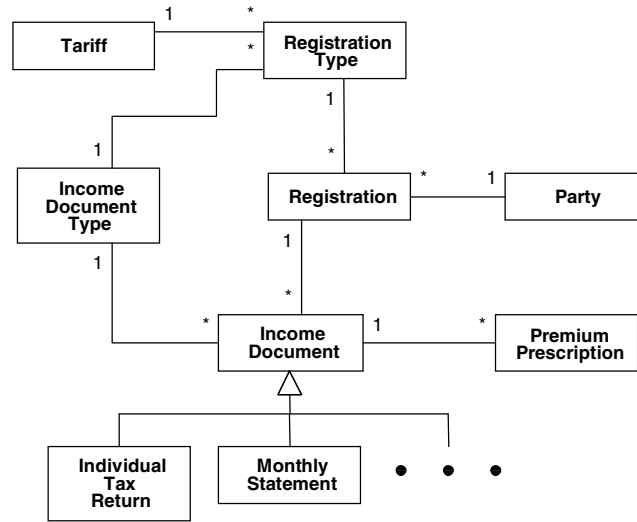 1
*
Tariff
Registration
Type
*
1
1
*
Income
Document
Type
Registration
*
1
Party
1
1
*
*
Income
Document
1
*
Premium
Prescription
Individual
Tax
Return
Monthly
Statement